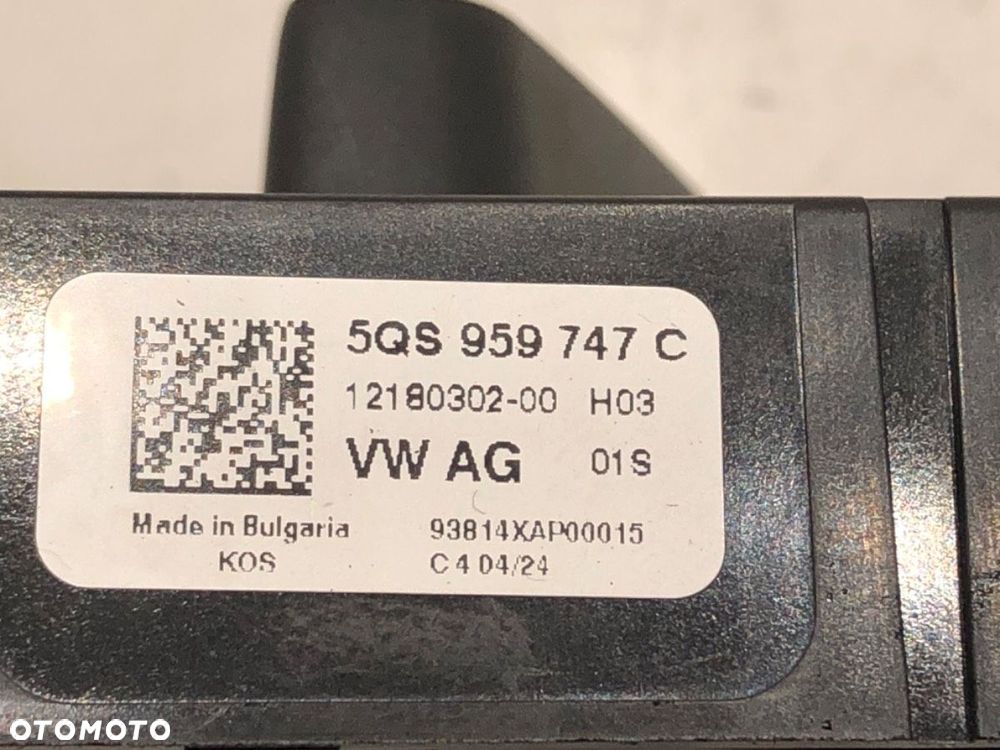 5QS 959 747 C
12180302-00 H03
VW AG 01S
Made in Bulgaria 93814XAP00015
KOS C 4 04/24
OTOMOTO